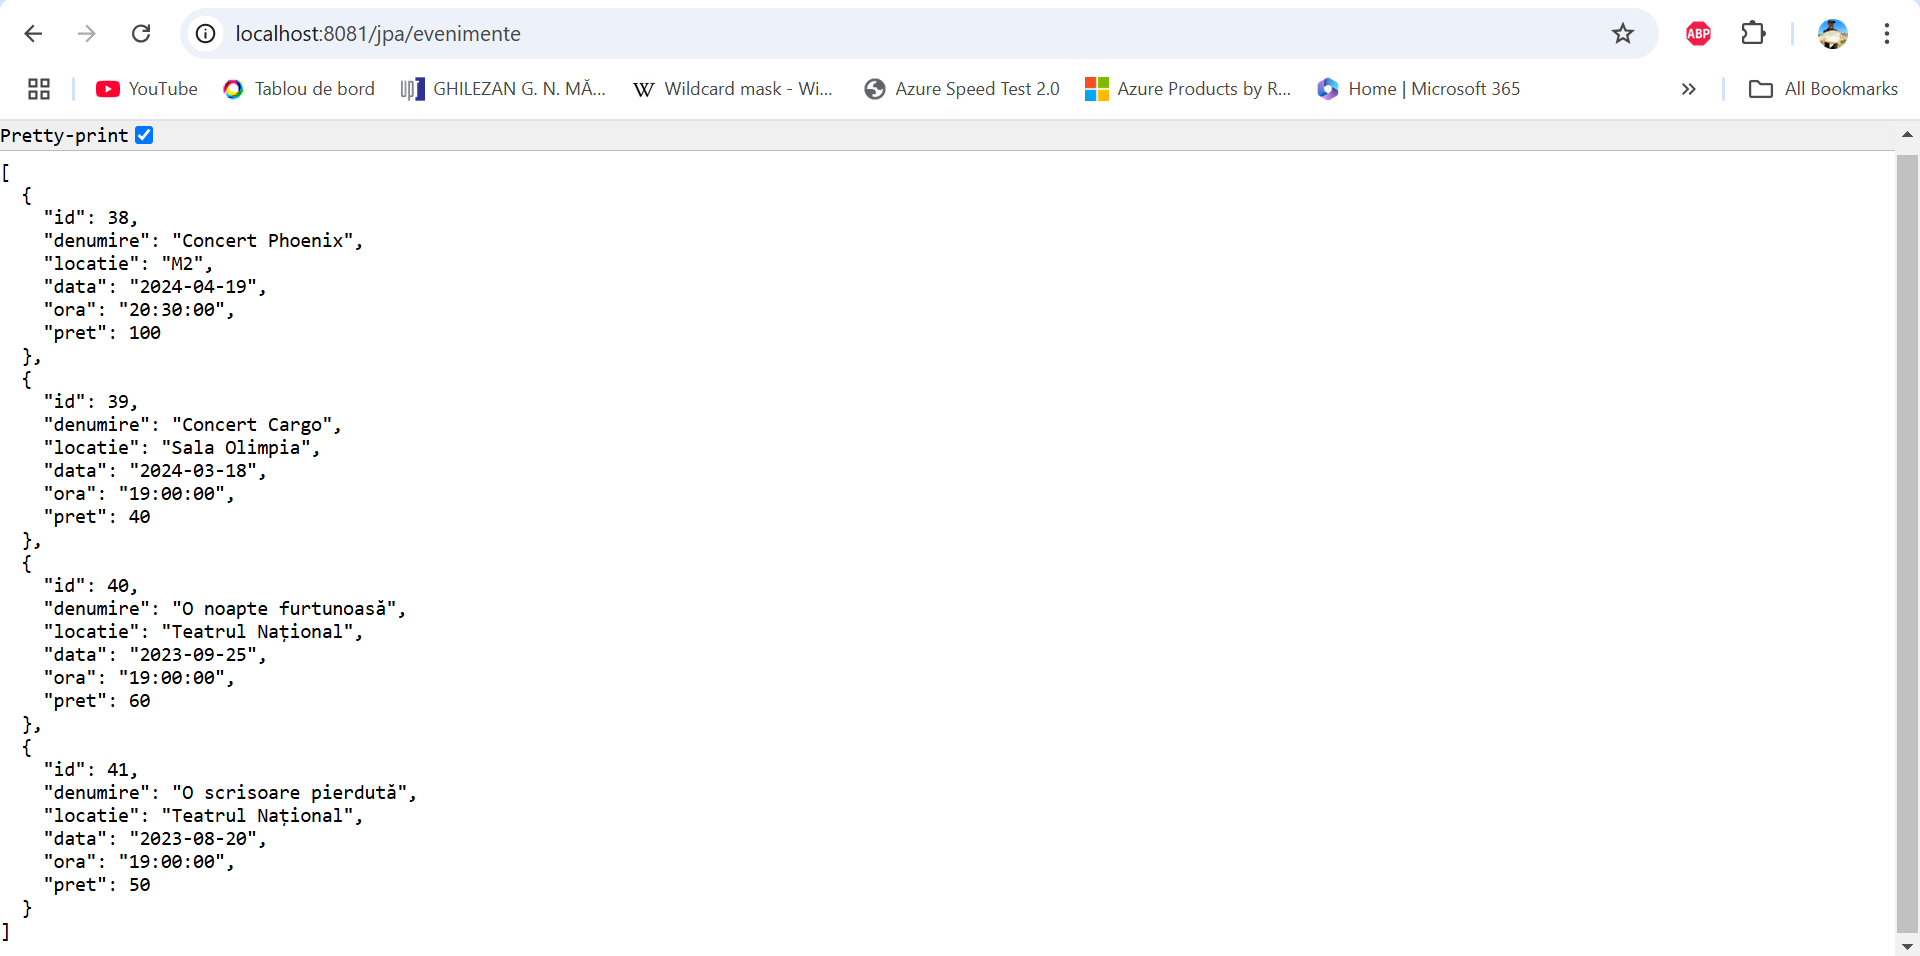 localhost:8081/jpa/evenimente
ABP
YouTube
Tablou de bord
GHILEZAN G. N. MĂ...
Wildcard mask - Wi...
Azure Speed Test 2.0
Azure Products by R...
Home | Microsoft 365
All Bookmarks
Pretty-print
[
  {
    "id": 38,
    "denumire": "Concert Phoenix",
    "locatie": "M2",
    "data": "2024-04-19",
    "ora": "20:30:00",
    "pret": 100
  },
  {
    "id": 39,
    "denumire": "Concert Cargo",
    "locatie": "Sala Olimpia",
    "data": "2024-03-18",
    "ora": "19:00:00",
    "pret": 40
  },
  {
    "id": 40,
    "denumire": "O noapte furtunoasă",
    "locatie": "Teatrul Național",
    "data": "2023-09-25",
    "ora": "19:00:00",
    "pret": 60
  },
  {
    "id": 41,
    "denumire": "O scrisoare pierdută",
    "locatie": "Teatrul Național",
    "data": "2023-08-20",
    "ora": "19:00:00",
    "pret": 50
  }
]